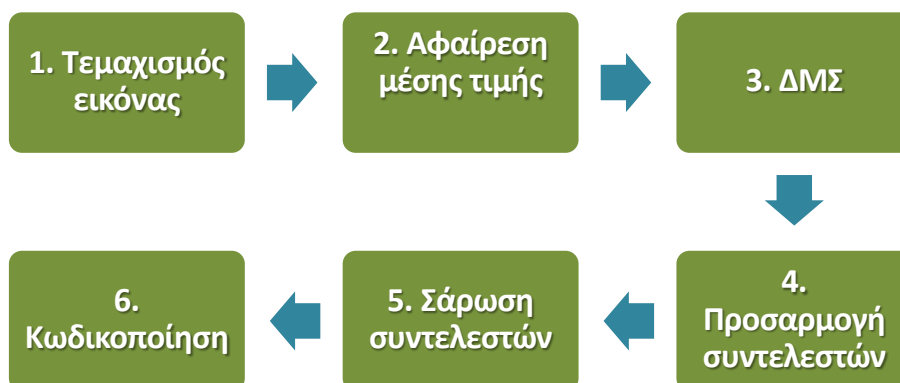 1. Τεμαχισμός
εικόνας
2. Αφαίρεση
μέσης τιμής
3. ΔΜΣ
4.
Προσαρμογή
συντελεστών
5. Σάρωση
συντελεστών
6.
Κωδικοποίηση